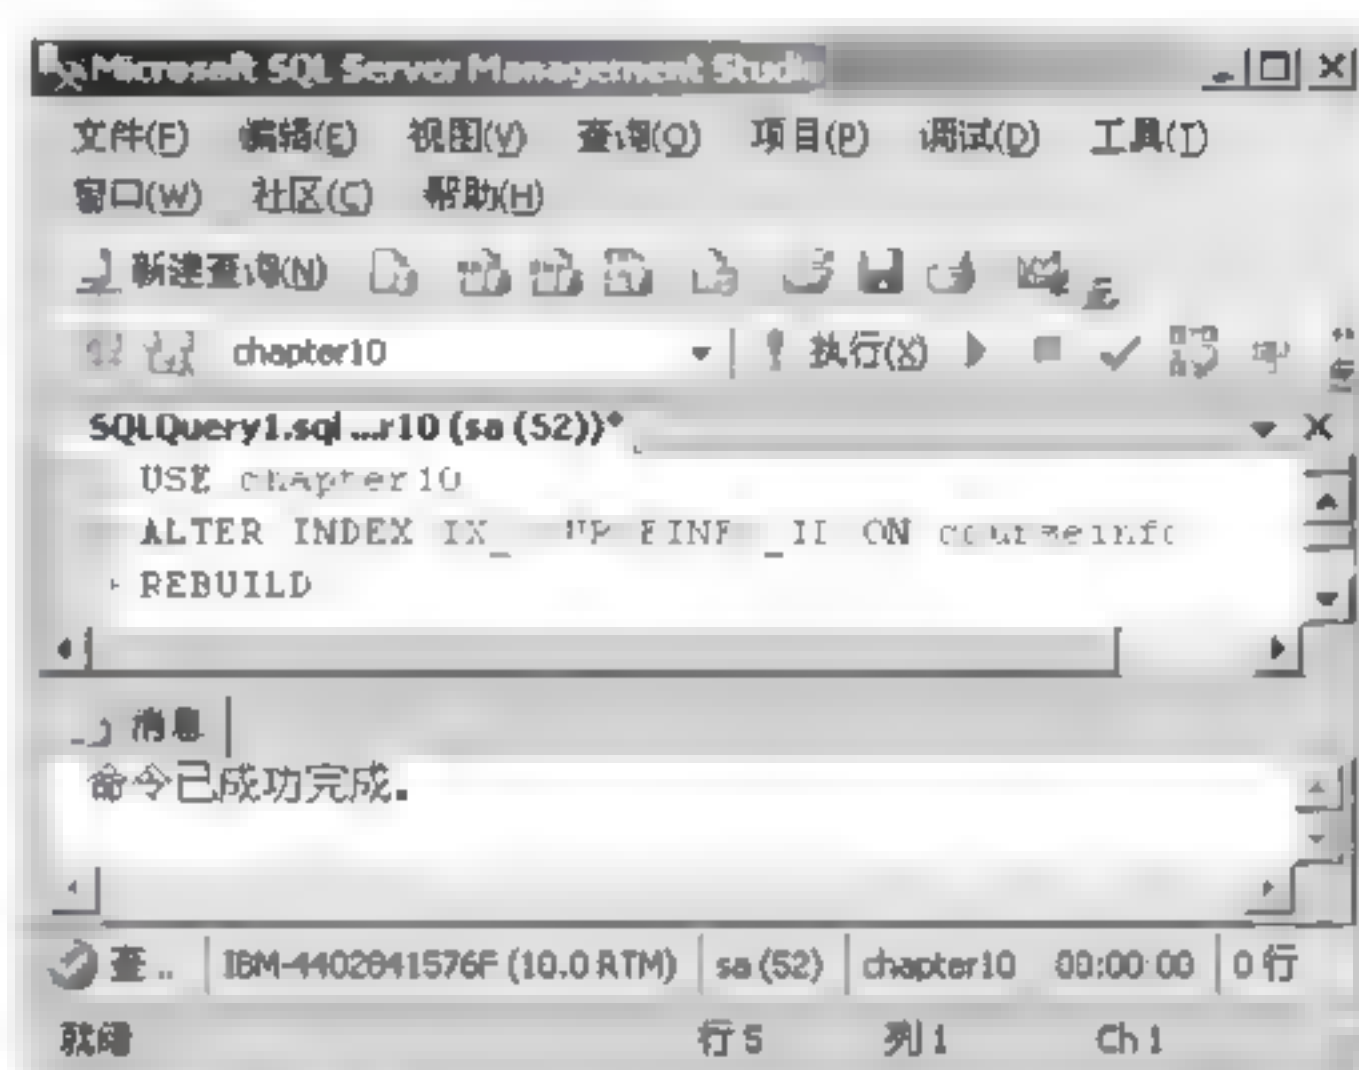 Microsoft SQL Server Management Studio
文件(F) 编辑(E) 视图(V) 查询(Q) 项目(P) 调试(D) 工具(T)
窗口(W) 社区(C) 帮助(H)
新建查询(N)
chapter10 执行(X)
SQLQuery1.sql ...r10 (sa (52))*
USE chapter10
ALTER INDEX ON courseinfo
REBUILD
消息
命令已成功完成。
查.. IBM-4402841576F (10.0 RTM) sa (52) chapter10 00:00:00 0 行
就绪 行 5 列 1 Ch 1